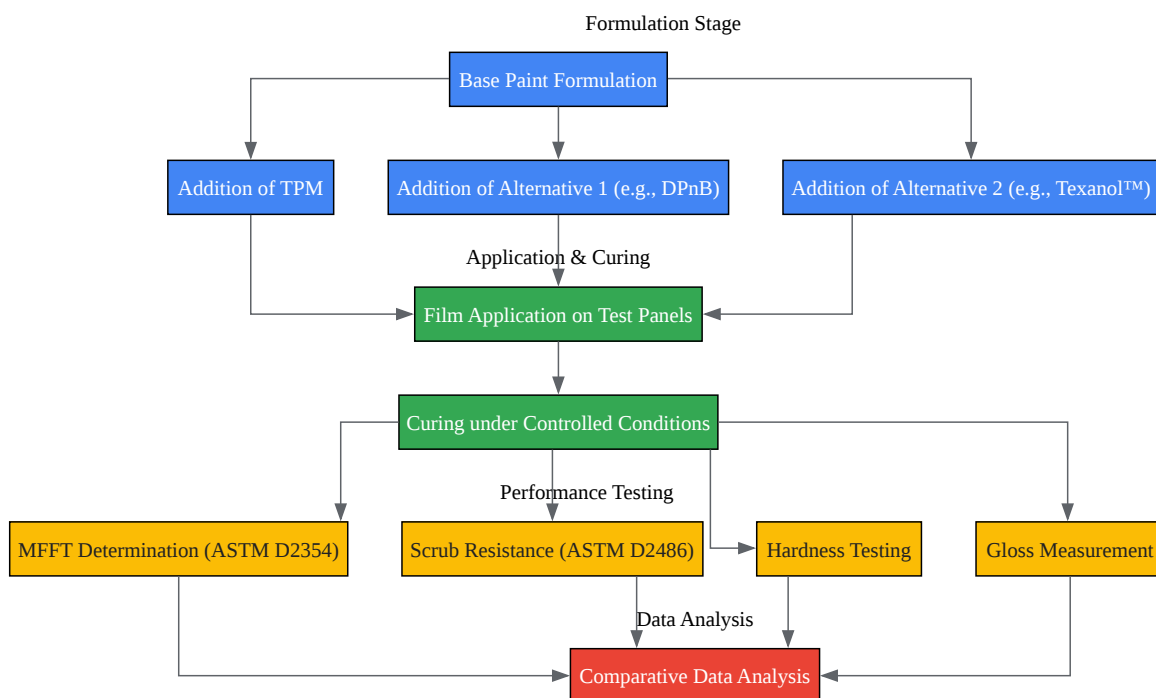 Formulation Stage
Base Paint Formulation
Addition of TPM
Addition of Alternative 1 (e.g., DPnB)
Addition of Alternative 2 (e.g., Texanol™)
Application & Curing
Film Application on Test Panels
Curing under Controlled Conditions
Performance Testing
MFFT Determination (ASTM D2354)
Scrub Resistance (ASTM D2486)
Hardness Testing
Gloss Measurement
Data Analysis
Comparative Data Analysis